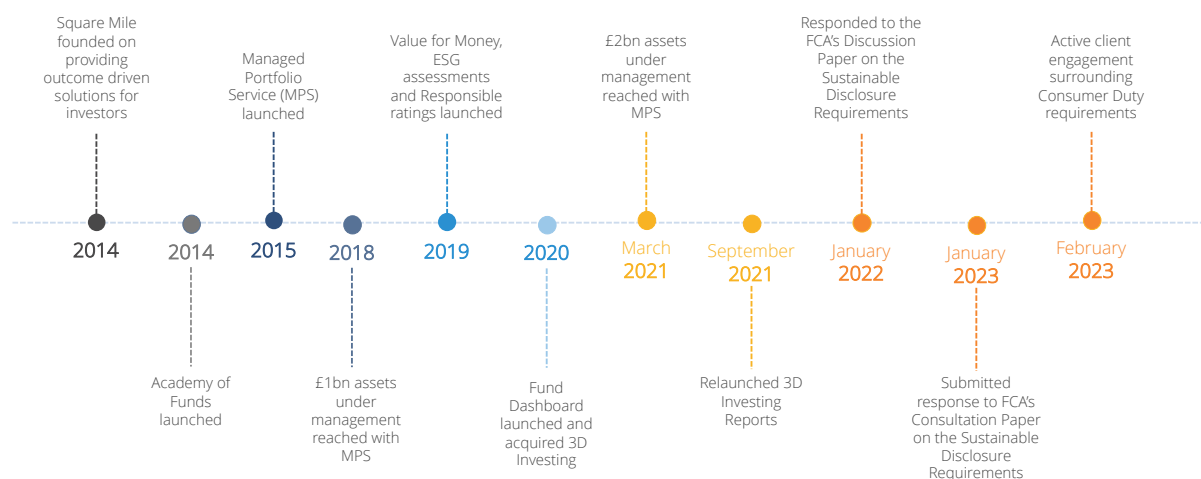 Square Mile
founded on
providing
outcome driven
solutions for
investors
2014
2014
Academy of
Funds
launched
Managed
Portfolio
Service (MPS)
launched
2015
2018
£1bn assets
under
management
reached with
MPS
Value for Money,
ESG
assessments
and Responsible
ratings launched
2019
2020
Fund
Dashboard
launched and
acquired 3D
Investing
£2bn assets
under
management
reached with
MPS
March
2021
September
2021
Relaunched 3D
Investing
Reports
Responded to the
FCA's Discussion
Paper on the
Sustainable
Disclosure
Requirements
January
2022
January
2023
Submitted
response to FCA's
Consultation Paper
on the Sustainable
Disclosure
Requirements
Active client
engagement
surrounding
Consumer Duty
requirements
February
2023